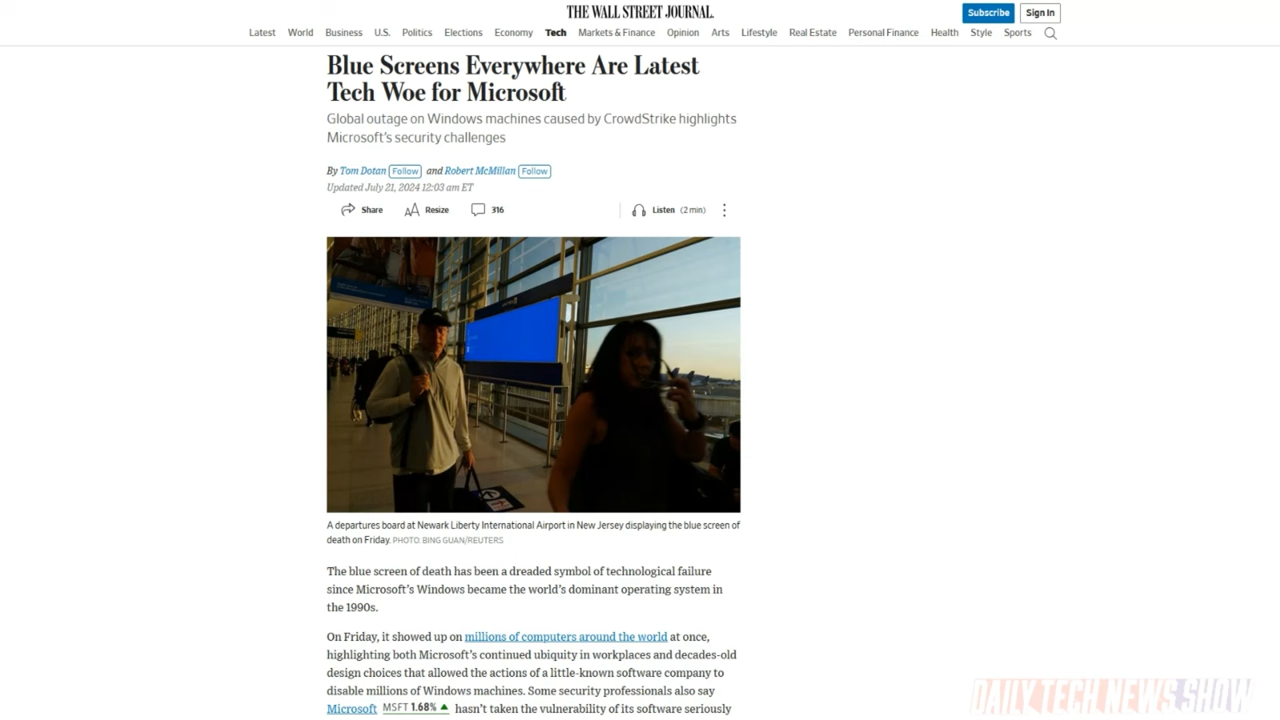 THE WALL STREET JOURNAL.
Subscribe
Sign In
Latest World Business U.S. Politics Elections Economy Tech Markets & Finance Opinion Arts Lifestyle Real Estate Personal Finance Health Style Sports
Blue Screens Everywhere Are Latest
Tech Woe for Microsoft
Global outage on Windows machines caused by CrowdStrike highlights
Microsoft's security challenges
By Tom Dotan Follow and Robert McMillan Follow
Updated July 21, 2024 12:03 am ET
Share AA Resize 316 Listen (2 min)
A departures board at Newark Liberty International Airport in New Jersey displaying the blue screen of
death on Friday. PHOTO: BING GUAN/REUTERS
The blue screen of death has been a dreaded symbol of technological failure
since Microsoft's Windows became the world's dominant operating system in
the 1990s.
On Friday, it showed up on millions of computers around the world at once,
highlighting both Microsoft's continued ubiquity in workplaces and decades-old
design choices that allowed the actions of a little-known software company to
disable millions of Windows machines. Some security professionals also say
Microsoft MSFT 1.68% ▲ hasn't taken the vulnerability of its software seriously
DAILY TECH NEWS SHOW